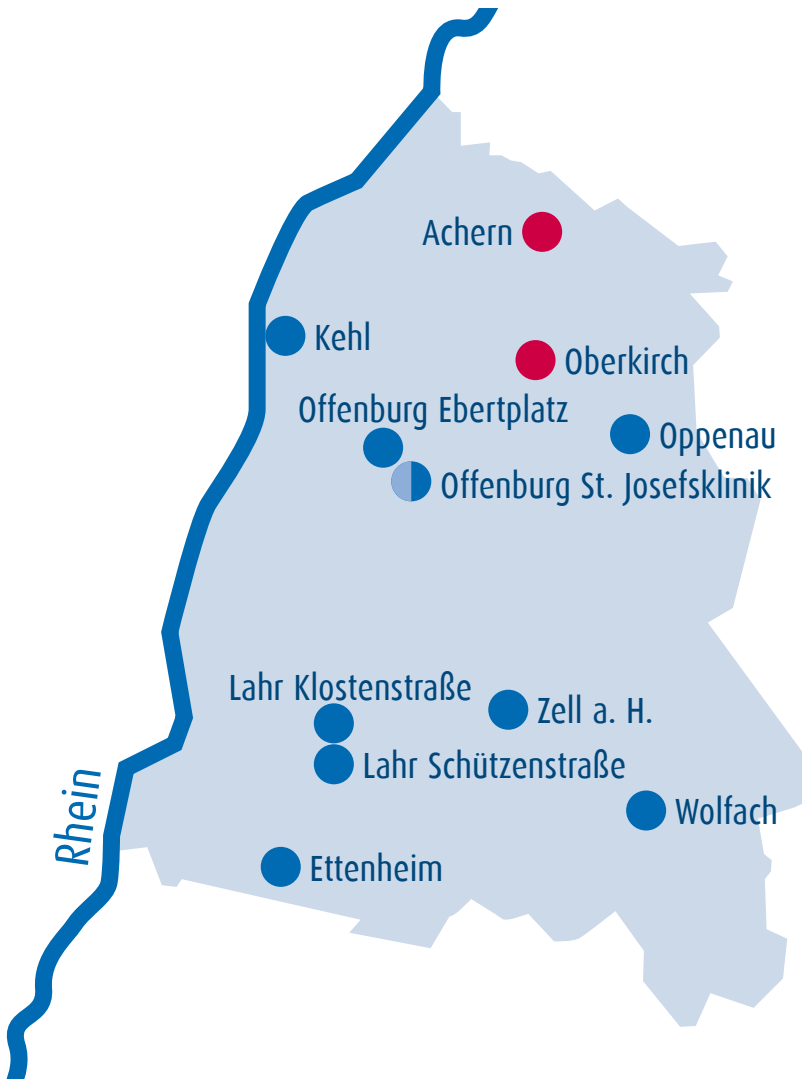 Achern
Kehl
Oberkirch
Offenburg Ebertplatz
Oppenau
Offenburg St. Josefsklinik
Lahr Klostenstraße
Zell a. H.
Lahr Schützenstraße
Rhein
Wolfach
Ettenheim